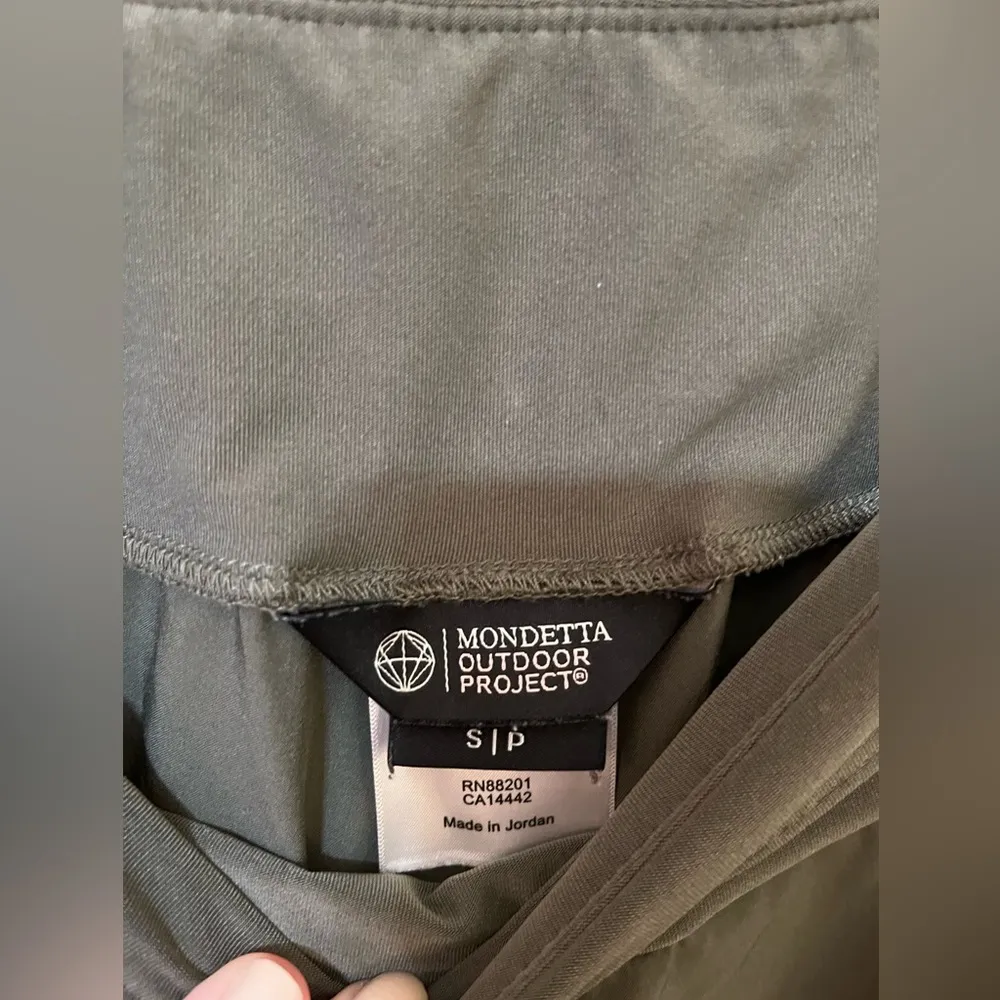 MONDETTA
OUTDOOR
PROJECT®
S|P
RN88201
CA14442
Made in Jordan